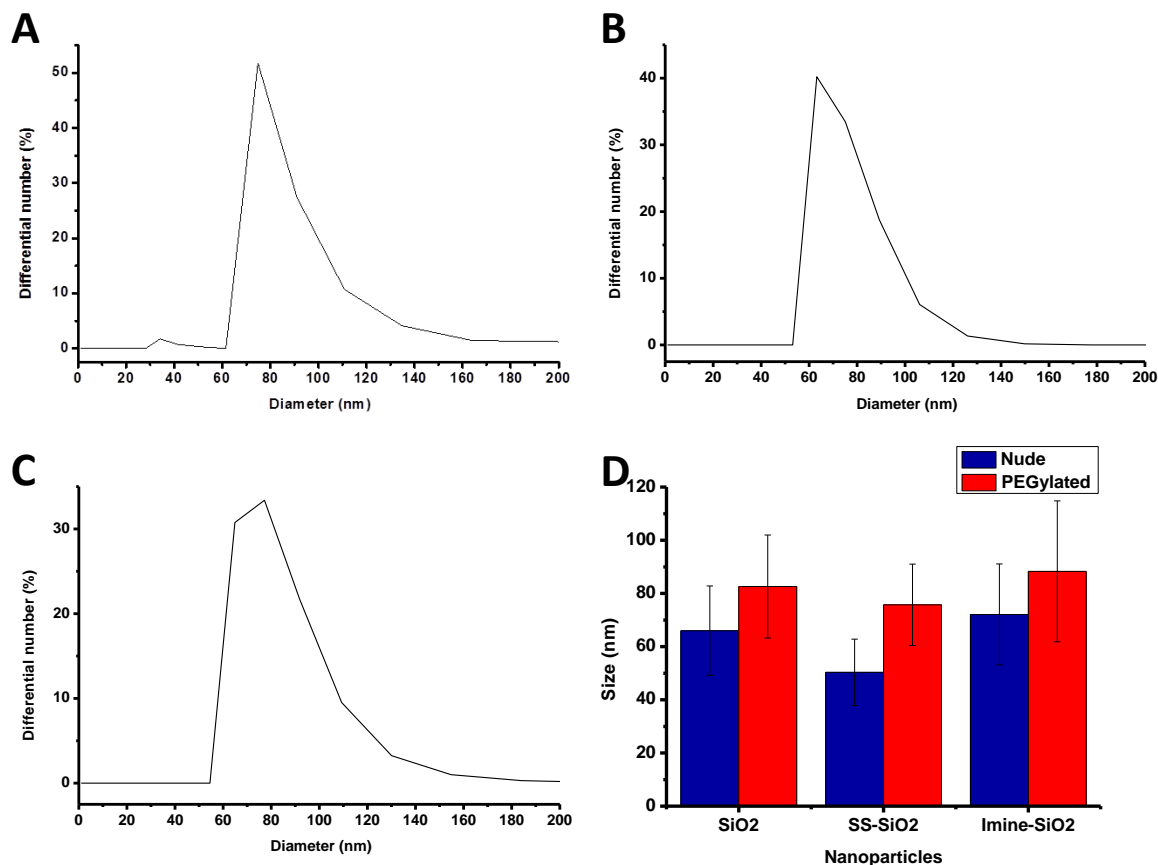 A
Differential number (%)
50
40
30
20
10
0
0 20 40 60 80 100 120 140 160 180 200
Diameter (nm)
B
Differential number (%)
40
30
20
10
0
0 20 40 60 80 100 120 140 160 180 200
Diameter (nm)
C
Differential number (%)
30
20
10
0
0 20 40 60 80 100 120 140 160 180 200
Diameter (nm)
D
Nude
PEGylated
Size (nm)
120
100
80
60
40
20
0
SiO2 SS-SiO2 Imine-SiO2
Nanoparticles